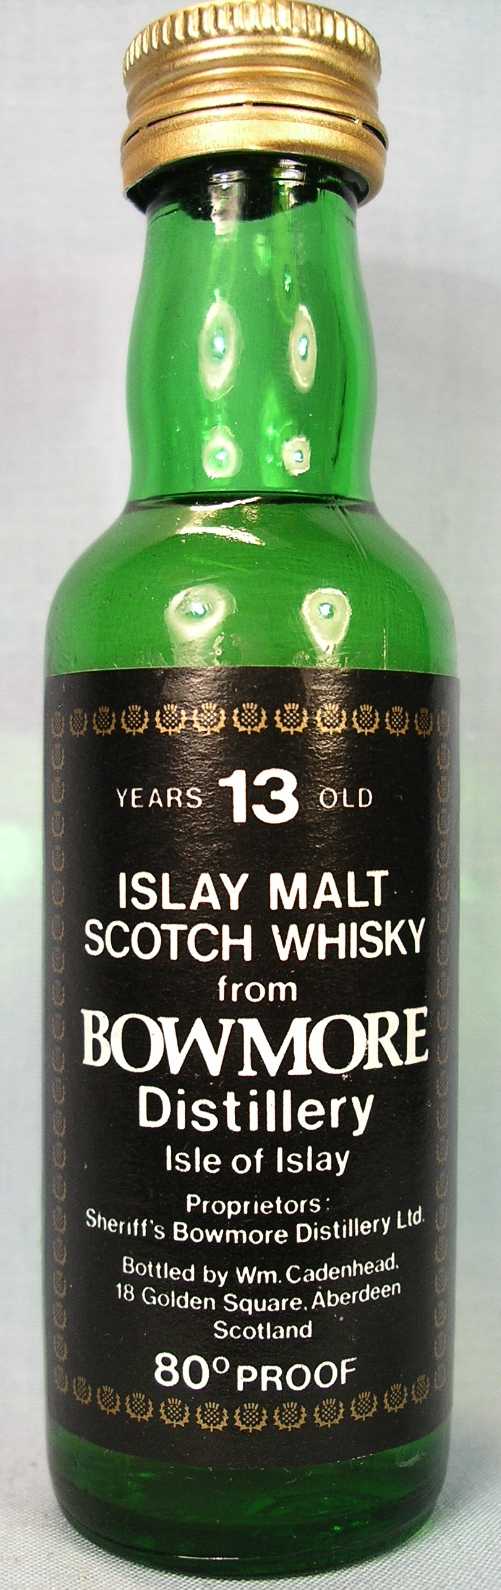 YEARS 13 OLD
ISLAY MALT
SCOTCH WHISKY
from
BOWMORE
Distillery
Isle of Islay
Proprietors:
Sheriff's Bowmore Distillery Ltd.
Bottled by Wm. Cadenhead,
18 Golden Square, Aberdeen
Scotland
80° PROOF